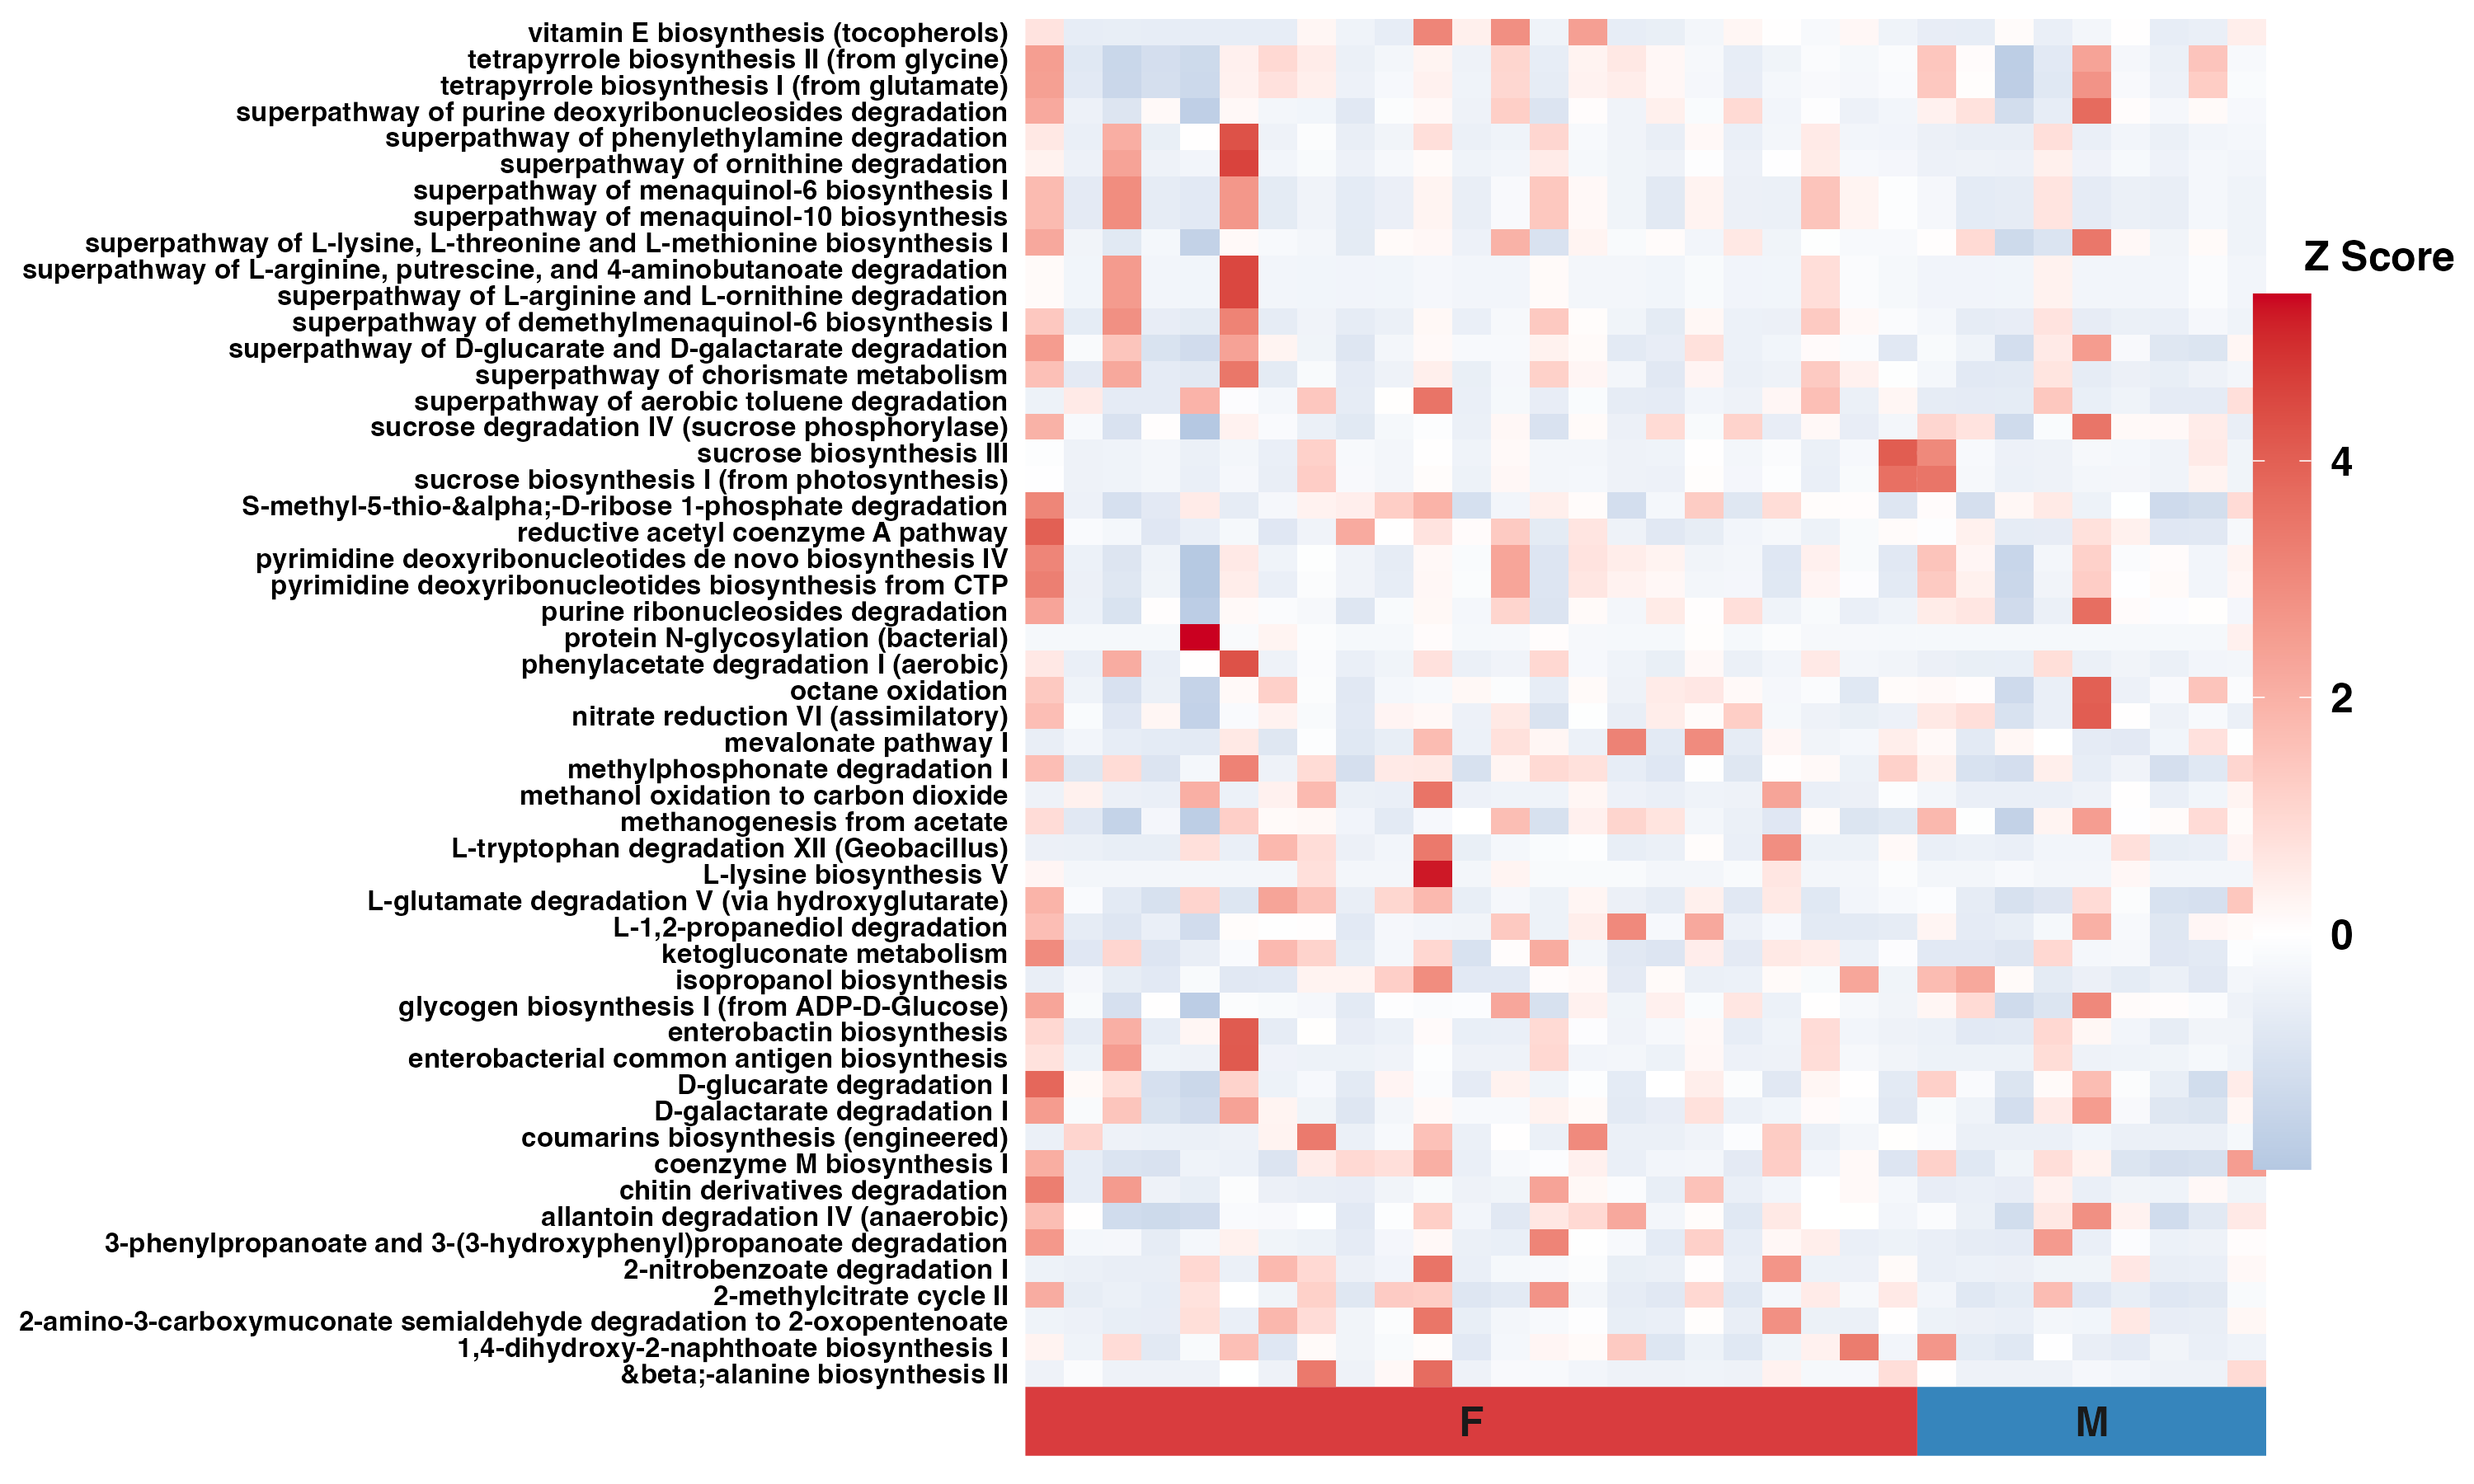 vitamin E biosynthesis (tocopherols)
tetrapyrrole biosynthesis II (from glycine)
tetrapyrrole biosynthesis I (from glutamate)
superpathway of purine deoxyribonucleosides degradation
superpathway of phenylethylamine degradation
superpathway of ornithine degradation
superpathway of menaquinol-6 biosynthesis I
superpathway of menaquinol-10 biosynthesis
superpathway of L-lysine, L-threonine and L-methionine biosynthesis I
superpathway of L-arginine, putrescine, and 4-aminobutanoate degradation
superpathway of L-arginine and L-ornithine degradation
superpathway of demethylmenaquinol-6 biosynthesis I
superpathway of D-glucarate and D-galactarate degradation
superpathway of chorismate metabolism
superpathway of aerobic toluene degradation
sucrose degradation IV (sucrose phosphorylase)
sucrose biosynthesis III
sucrose biosynthesis I (from photosynthesis)
S-methyl-5-thio-&alpha;-D-ribose 1-phosphate degradation
reductive acetyl coenzyme A pathway
pyrimidine deoxyribonucleotides de novo biosynthesis IV
pyrimidine deoxyribonucleotides biosynthesis from CTP
purine ribonucleosides degradation
protein N-glycosylation (bacterial)
phenylacetate degradation I (aerobic)
octane oxidation
nitrate reduction VI (assimilatory)
mevalonate pathway I
methylphosphonate degradation I
methanol oxidation to carbon dioxide
methanogenesis from acetate
L-tryptophan degradation XII (Geobacillus)
L-lysine biosynthesis V
L-glutamate degradation V (via hydroxyglutarate)
L-1,2-propanediol degradation
ketogluconate metabolism
isopropanol biosynthesis
glycogen biosynthesis I (from ADP-D-Glucose)
enterobactin biosynthesis
enterobacterial common antigen biosynthesis
D-glucarate degradation I
D-galactarate degradation I
coumarins biosynthesis (engineered)
coenzyme M biosynthesis I
chitin derivatives degradation
allantoin degradation IV (anaerobic)
3-phenylpropanoate and 3-(3-hydroxyphenyl)propanoate degradation
2-nitrobenzoate degradation I
2-methylcitrate cycle II
2-amino-3-carboxymuconate semialdehyde degradation to 2-oxopentenoate
1,4-dihydroxy-2-naphthoate biosynthesis I
&beta;-alanine biosynthesis II
F
M
Z Score
4
2
0